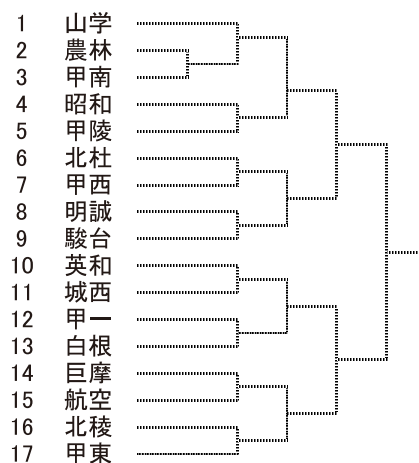 1 山学
2 農林
3 甲南
4 昭和
5 甲陵
6 北杜
7 甲西
8 明誠
9 駿台
10 英和
11 城西
12 甲一
13 白根
14 巨摩
15 航空
16 北稜
17 甲東